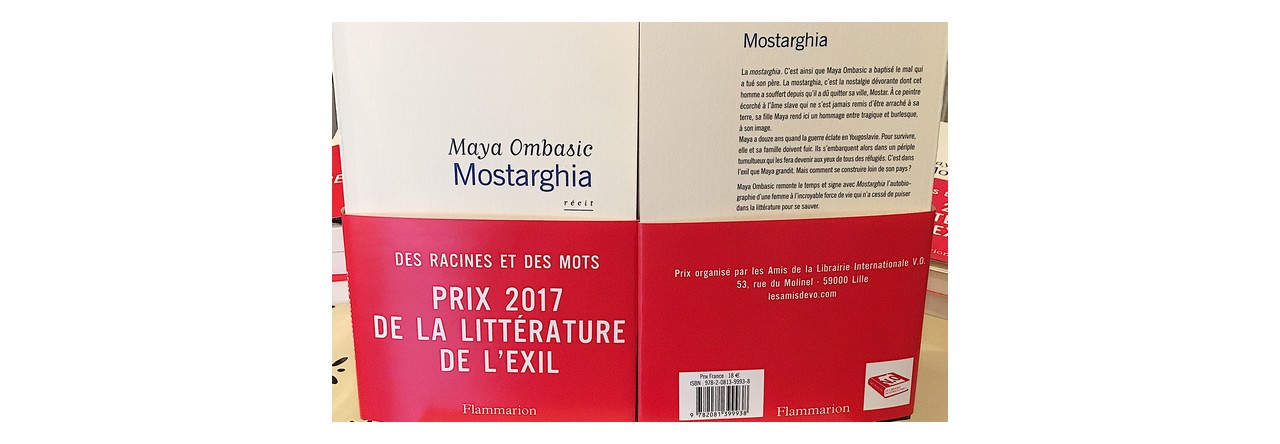 Maya Ombasic
Mostarghia
récit
DES RACINES ET DES MOTS
PRIX 2017
DE LA LITTÉRATURE
DE L'EXIL
Flammarion
Mostarghia
La mostarghia. C'est ainsi que Maya Ombasic a baptisé le mal qui
a tué son père. La mostarghia, c'est la nostalgie dévorante dont cet
homme a souffert depuis qu'il a dû quitter sa ville, Mostar. À ce peintre
écorché à l'âme slave qui ne s'est jamais remis d'être arraché à sa
terre, sa fille Maya rend ici un hommage entre tragique et burlesque,
à son image.
Maya a douze ans quand la guerre éclate en Yougoslavie. Pour survivre,
elle et sa famille doivent fuir. Ils s'embarquent alors dans un périple
tumultueux qui les fera devenir aux yeux de tous des réfugiés. C'est dans
l'exil que Maya grandit. Mais comment se construire loin de son pays ?
Maya Ombasic remonte le temps et signe avec Mostarghia l'autobio-
graphie d'une femme à l'incroyable force de vie qui n'a cessé de puiser
dans la littérature pour se sauver.
Prix organisé par les Amis de la Librairie Internationale V.O.
53, rue du Molinel - 59000 Lille
lesamisdevo.com
Prix France : 18 €
ISBN : 978-2-0813-9993-8
9 782081 399938
Flammarion